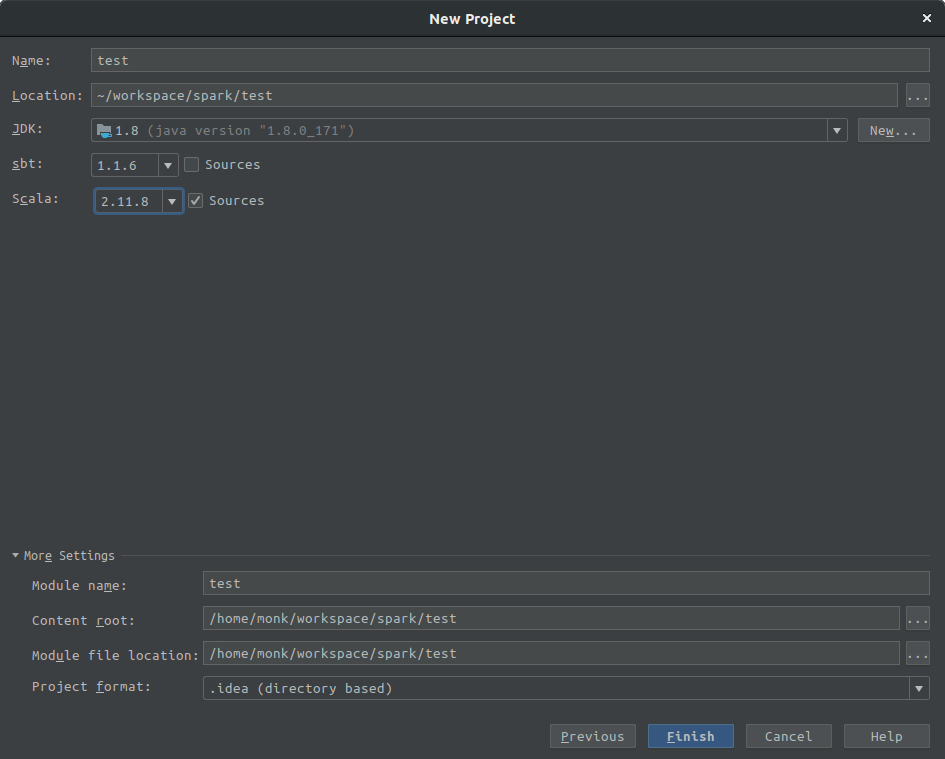 New Project
Name: test
Location: ~/workspace/spark/test ...
JDK: 1.8 (java version "1.8.0_171") New...
sbt: 1.1.6 Sources
Scala: 2.11.8 Sources
More Settings
Module name: test
Content root: /home/monk/workspace/spark/test ...
Module file location: /home/monk/workspace/spark/test ...
Project format: .idea (directory based)
Previous Finish Cancel Help